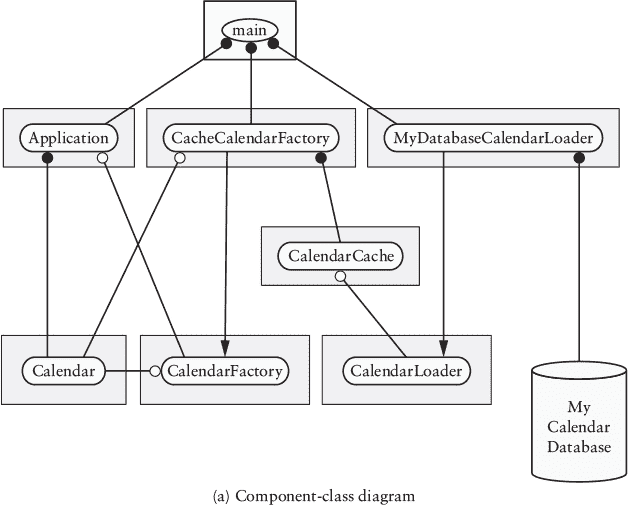 main
Application
CacheCalendarFactory
MyDatabaseCalendarLoader
CalendarCache
Calendar
CalendarFactory
CalendarLoader
My
Calendar
Database
(a) Component-class diagram